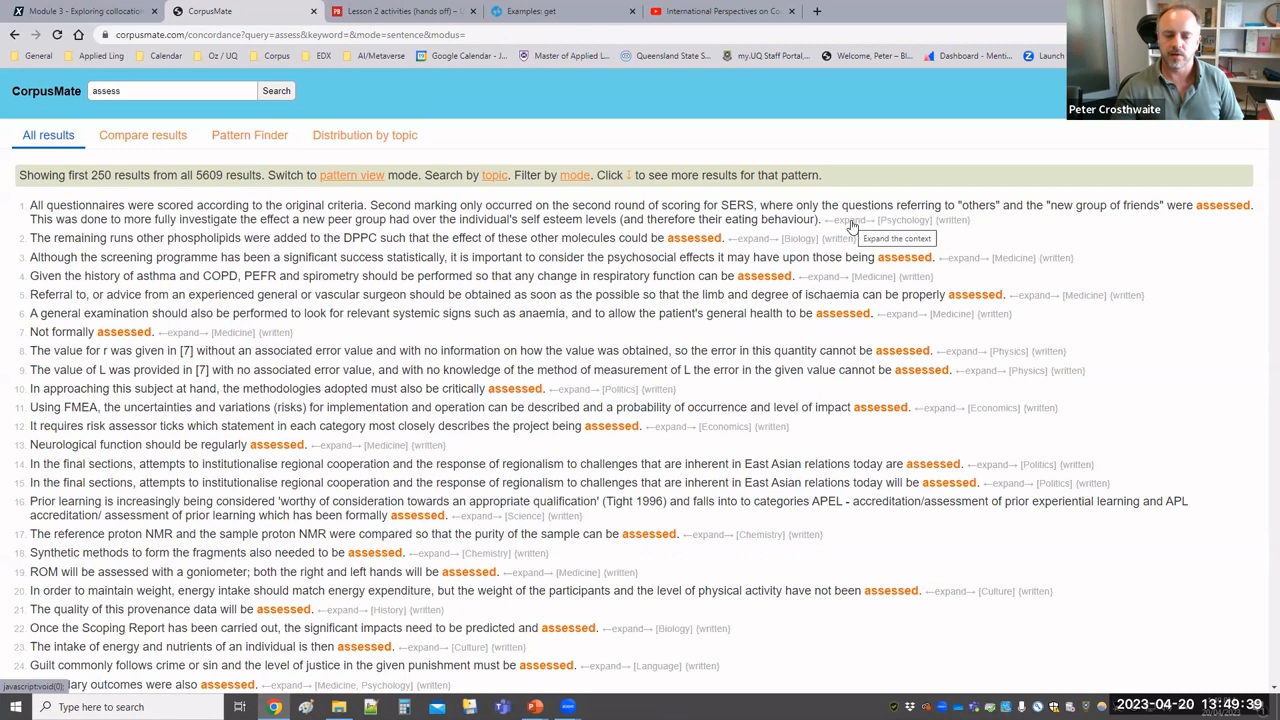 Module 3 - Exploring collocation
CorpusMate
Lesson 2 activities (hands off) -
Examples: get
International Perspectives on Co
corpusmate.com/concordance?query=assess&keyword=&mode=sentence&modus=
General
Applied Ling
Calendar
Oz / UQ
Corpus
EDX
AI/Metaverse
Google Calendar - J
Master of Applied L
Queensland State S...
My.UQ Staff Portal,...
Welcome, Peter – Bl...
Dashboard - Menti...
Launch
Peter Crosthwaite
CorpusMate
assess
Search
All results
Compare results
Pattern Finder
Distribution by topic
Showing first 250 results from all 5609 results. Switch to pattern view mode. Search by topic. Filter by mode. Click ↕ to see more results for that pattern.
1. All questionnaires were scored according to the original criteria. Second marking only occurred on the second round of scoring for SERS, where only the questions referring to "others" and the "new group of friends" were assessed.
This was done to more fully investigate the effect a new peer group had over the individual's self esteem levels (and therefore their eating behaviour). ←expand→ [Psychology] {written}
2. The remaining runs other phospholipids were added to the DPPC such that the effect of these other molecules could be assessed. ←expand→ [Biology] {written}
Expand the context
3. Although the screening programme has been a significant success statistically, it is important to consider the psychosocial effects it may have upon those being assessed. ←expand→ [Medicine] {written}
4. Given the history of asthma and COPD, PEFR and spirometry should be performed so that any change in respiratory function can be assessed. ←expand→ [Medicine] {written}
5. Referral to, or advice from an experienced general or vascular surgeon should be obtained as soon as the possible so that the limb and degree of ischaemia can be properly assessed. ←expand→ [Medicine] {written}
6. A general examination should also be performed to look for relevant systemic signs such as anaemia, and to allow the patient's general health to be assessed. ←expand→ [Medicine] {written}
7. Not formally assessed. ←expand→ [Medicine] {written}
8. The value for r was given in [7] without an associated error value and with no information on how the value was obtained, so the error in this quantity cannot be assessed. ←expand→ [Physics] {written}
9. The value of L was provided in [7] with no associated error value, and with no knowledge of the method of measurement of L the error in the given value cannot be assessed. ←expand→ [Physics] {written}
10. In approaching this subject at hand, the methodologies adopted must also be critically assessed. ←expand→ [Politics] {written}
11. Using FMEA, the uncertainties and variations (risks) for implementation and operation can be described and a probability of occurrence and level of impact assessed. ←expand→ [Economics] {written}
12. It requires risk assessor ticks which statement in each category most closely describes the project being assessed. ←expand→ [Economics] {written}
13. Neurological function should be regularly assessed. ←expand→ [Medicine] {written}
14. In the final sections, attempts to institutionalise regional cooperation and the response of regionalism to challenges that are inherent in East Asian relations today are assessed. ←expand→ [Politics] {written}
15. In the final sections, attempts to institutionalise regional cooperation and the response of regionalism to challenges that are inherent in East Asian relations today will be assessed. ←expand→ [Politics] {written}
16. Prior learning is increasingly being considered 'worthy of consideration towards an appropriate qualification' (Tight 1996) and falls into to categories APEL - accreditation/assessment of prior experiential learning and APL
accreditation/ assessment of prior learning which has been formally assessed. ←expand→ [Science] {written}
17. The reference proton NMR and the sample proton NMR were compared so that the purity of the sample can be assessed. ←expand→ [Chemistry] {written}
18. Synthetic methods to form the fragments also needed to be assessed. ←expand→ [Chemistry] {written}
19. ROM will be assessed with a goniometer; both the right and left hands will be assessed. ←expand→ [Medicine] {written}
20. In order to maintain weight, energy intake should match energy expenditure, but the weight of the participants and the level of physical activity have not been assessed. ←expand→ [Culture] {written}
21. The quality of this provenance data will be assessed. ←expand→ [History] {written}
22. Once the Scoping Report has been carried out, the significant impacts need to be predicted and assessed. ←expand→ [Biology] {written}
23. The intake of energy and nutrients of an individual is then assessed. ←expand→ [Culture] {written}
24. Guilt commonly follows crime or sin and the level of justice in the given punishment must be assessed. ←expand→ [Language] {written}
javascript:void(0);
dary outcomes were also assessed. ←expand→ [Medicine, Psychology] {written}
Type here to search
2023-04-20 13:49:39